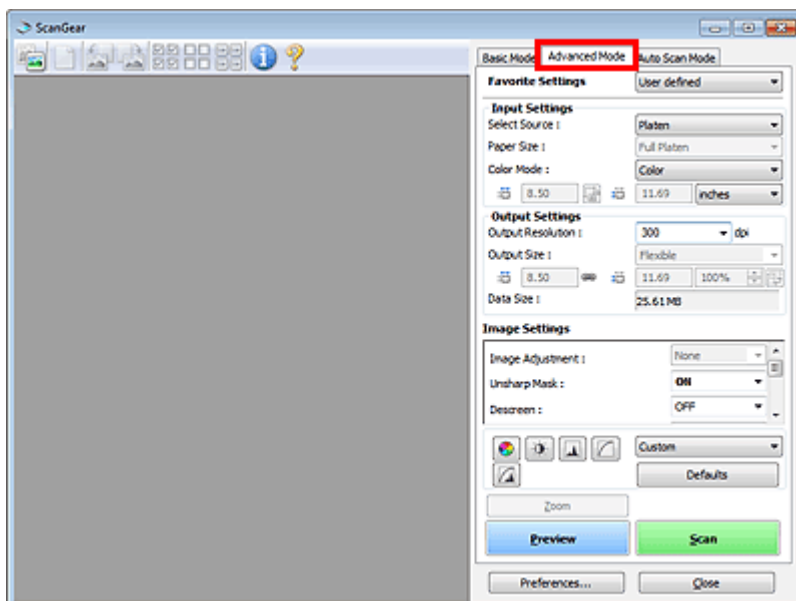 ScanGear
Basic Mode Advanced Mode Auto Scan Mode
Favorite Settings User defined
Input Settings
Select Source : Platen
Paper Size : Full Platen
Color Mode : Color
8.50 11.69 inches
Output Settings
Output Resolution : 300 dpi
Output Size : Flexible
8.50 11.69 100%
Data Size : 25.61MB
Image Settings
Image Adjustment : None
Unsharp Mask : ON
Descreen : OFF
Custom
Defaults
Zoom
Preview Scan
Preferences... Close